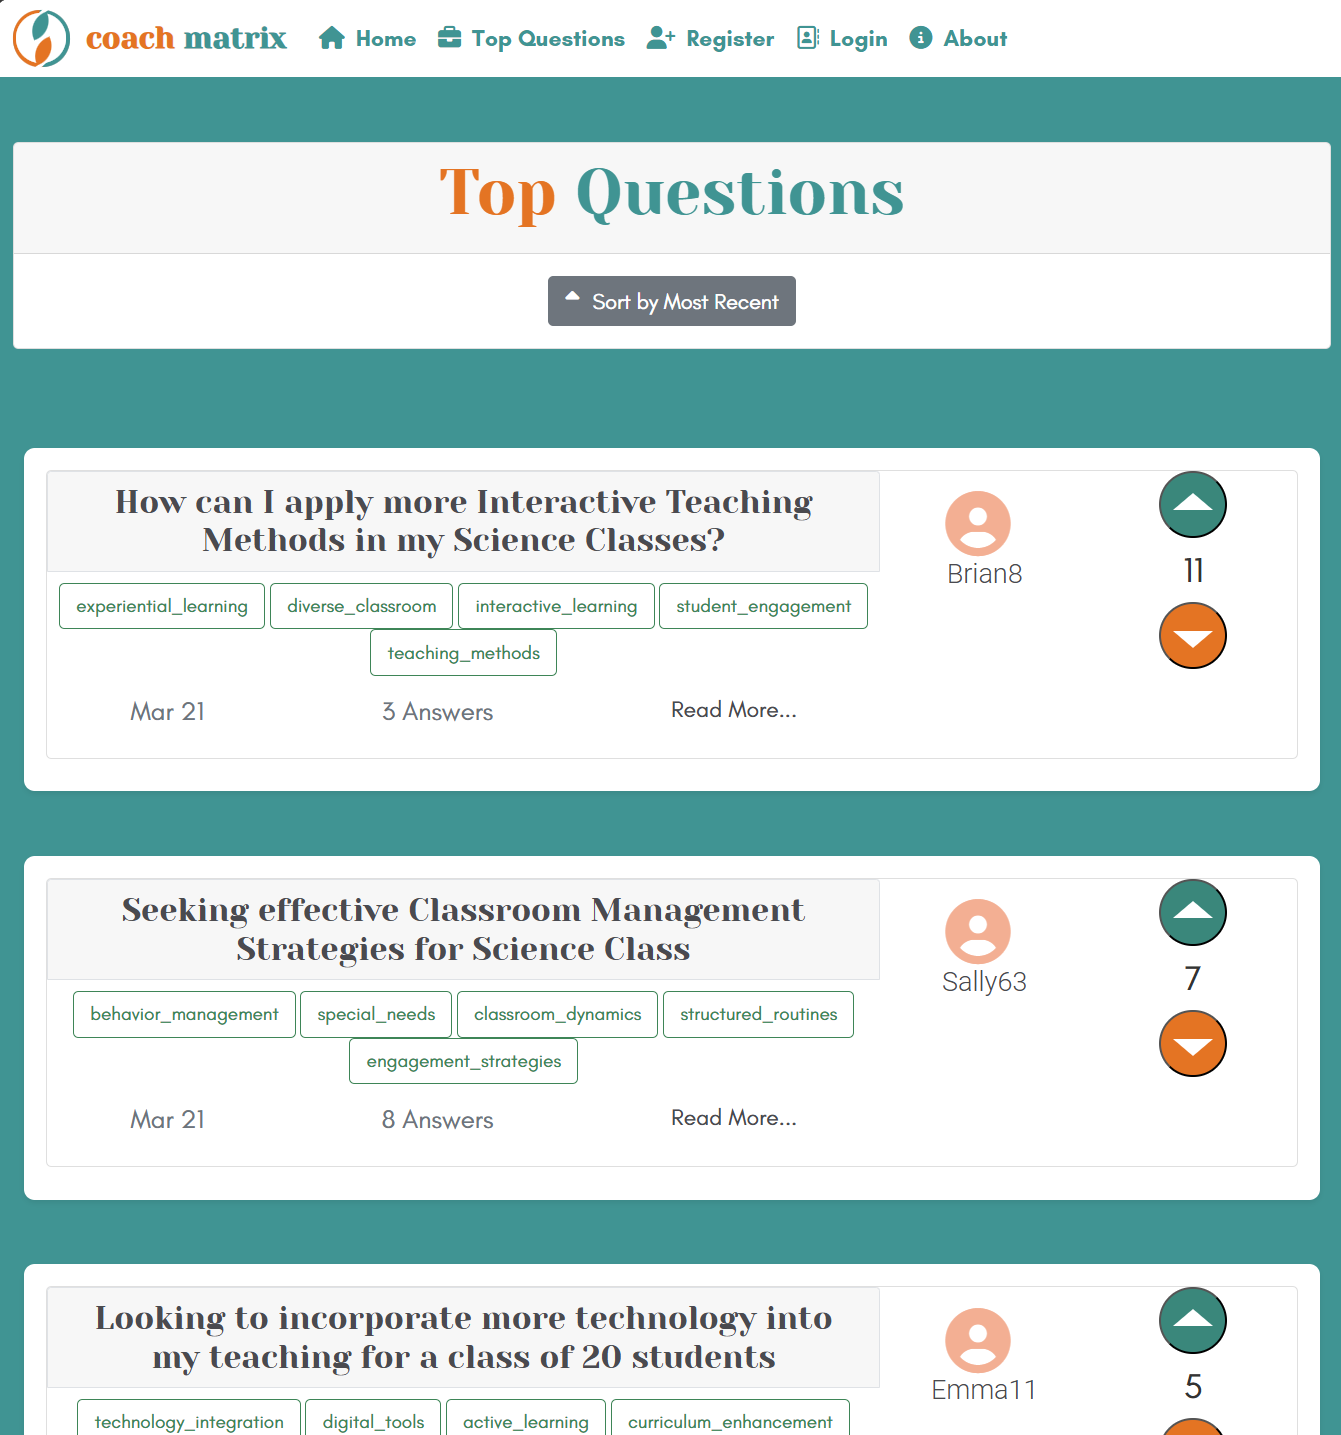 coach matrix Home Top Questions Register Login About
Top Questions
Sort by Most Recent
How can I apply more Interactive Teaching
Methods in my Science Classes?
experiential_learning diverse_classroom interactive_learning student_engagement
teaching_methods
Mar 21 3 Answers Read More...
Brian8
11
Seeking effective Classroom Management
Strategies for Science Class
behavior_management special_needs classroom_dynamics structured_routines
engagement_strategies
Mar 21 8 Answers Read More...
Sally63
7
Looking to incorporate more technology into
my teaching for a class of 20 students
technology_integration digital_tools active_learning curriculum_enhancement
Emma11
5